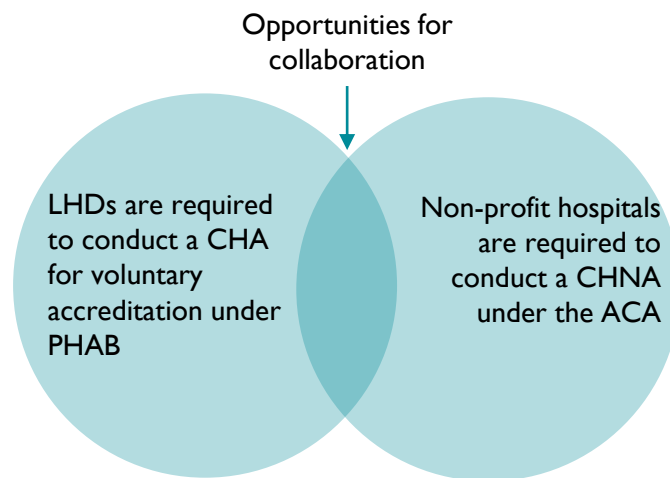 Opportunities for
collaboration
LHDs are required
to conduct a CHA
for voluntary
accreditation under
PHAB
Non-profit hospitals
are required to
conduct a CHNA
under the ACA